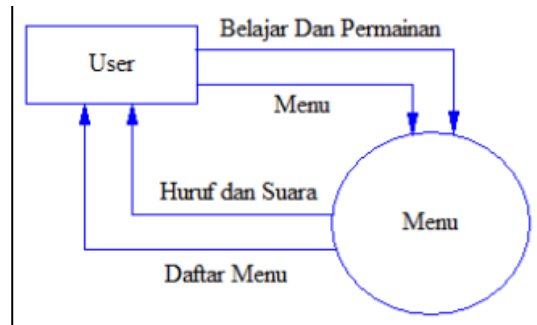 Belajar Dan Permainan
User
Menu
Huruf dan Suara
Menu
Daftar Menu